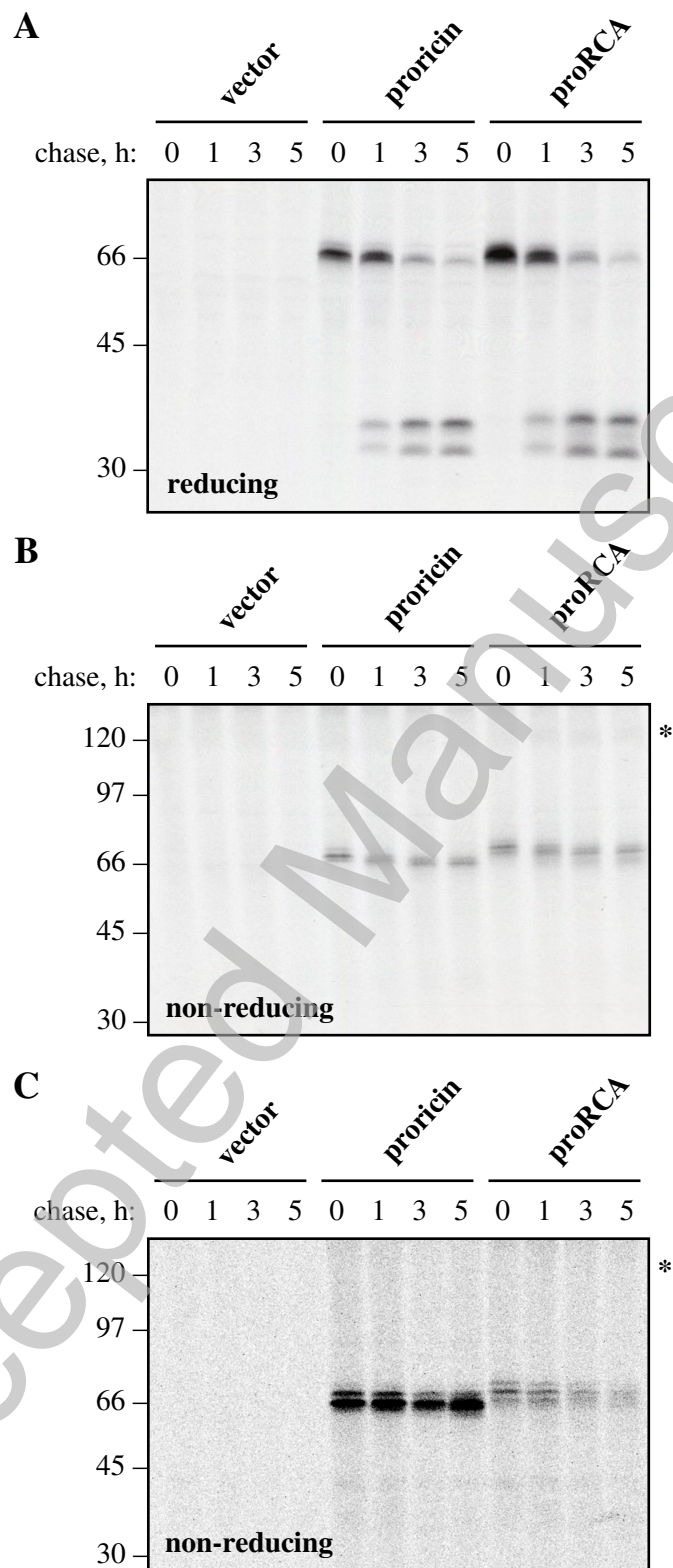 A
vector proricin proRCA
chase, h: 0 1 3 5 0 1 3 5 0 1 3 5
66
45
30
reducing
B
vector proricin proRCA
chase, h: 0 1 3 5 0 1 3 5 0 1 3 5
120 *
97
66
45
30
non-reducing
C
vector proricin proRCA
chase, h: 0 1 3 5 0 1 3 5 0 1 3 5
120 *
97
66
45
30
non-reducing
epted Manusc